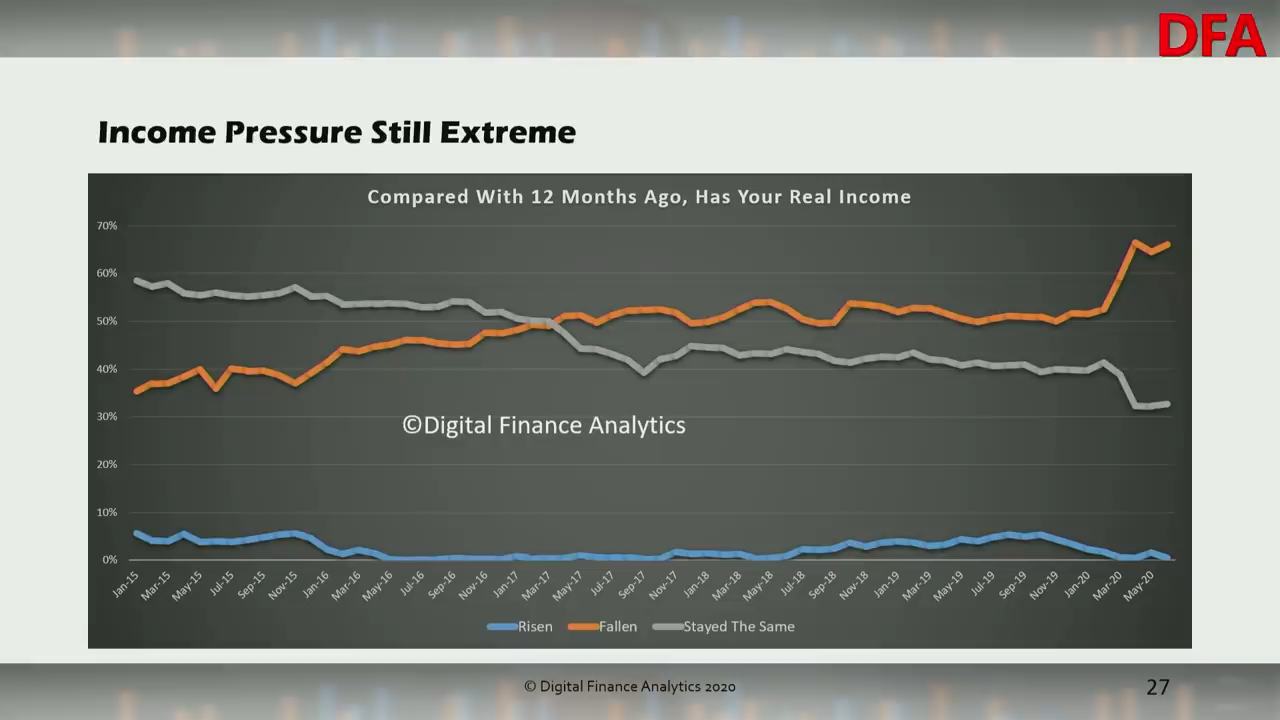 DFA
Income Pressure Still Extreme
Compared With 12 Months Ago, Has Your Real Income
70%
60%
50%
40%
30%
20%
10%
0%
©Digital Finance Analytics
Jan-15 Mar-15 May-15 Jul-15 Sep-15 Nov-15 Jan-16 Mar-16 May-16 Jul-16 Sep-16 Nov-16 Jan-17 Mar-17 May-17 Jul-17 Sep-17 Nov-17 Jan-18 Mar-18 May-18 Jul-18 Sep-18 Nov-18 Jan-19 Mar-19 May-19 Jul-19 Sep-19 Nov-19 Jan-20 Mar-20 May-20
Risen Fallen Stayed The Same
© Digital Finance Analytics 2020
27